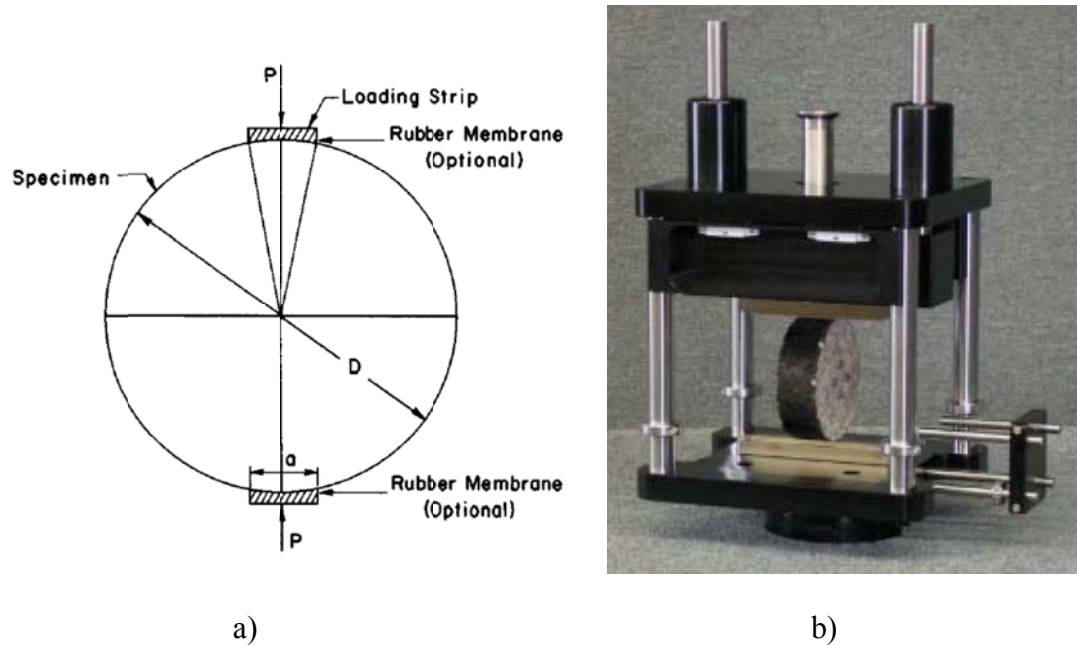 P
Loading Strip
Rubber Membrane
(Optional)
Specimen
D
a
Rubber Membrane
(Optional)
P
a)
b)